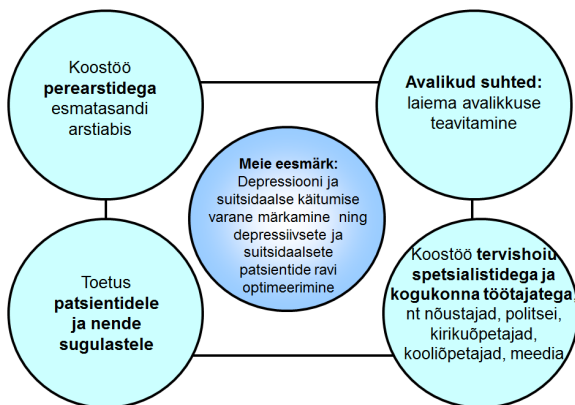 Koostöö
perearstidega
esmatasandi
arstiabis
Avalikud suhted:
laiema avalikkuse
teavitamine
Meie eesmärk:
Depressiooni ja
suitsidaalse käitumise
varane märkamine ning
depressiivsete ja
suitsidaalsete
patsientide ravi
optimeerimine
Toetus
patsientidele
ja nende
sugulastele
Koostöö tervishoiu
spetsialistidega ja
kogukonna töötajatega,
nt nõustajad, politsei,
kirikuõpetajad,
kooliõpetajad, meedia